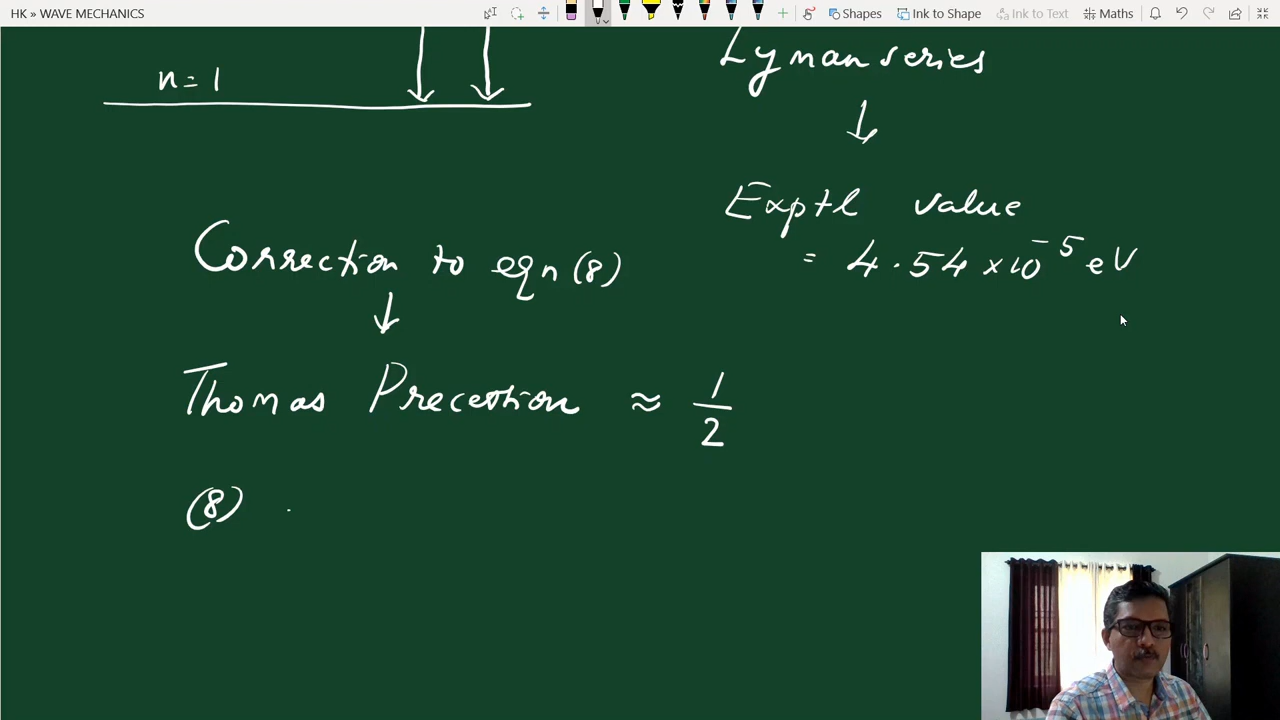 HK » WAVE MECHANICS
Shapes
Ink to Shape
Ink to Text
Maths
n = 1
Lyman series
↓
Exptl value
= 4.54 × 10⁻⁵ eV
Correction to eqn (8)
↓
Thomas Precession ≈ 1/2
(8)